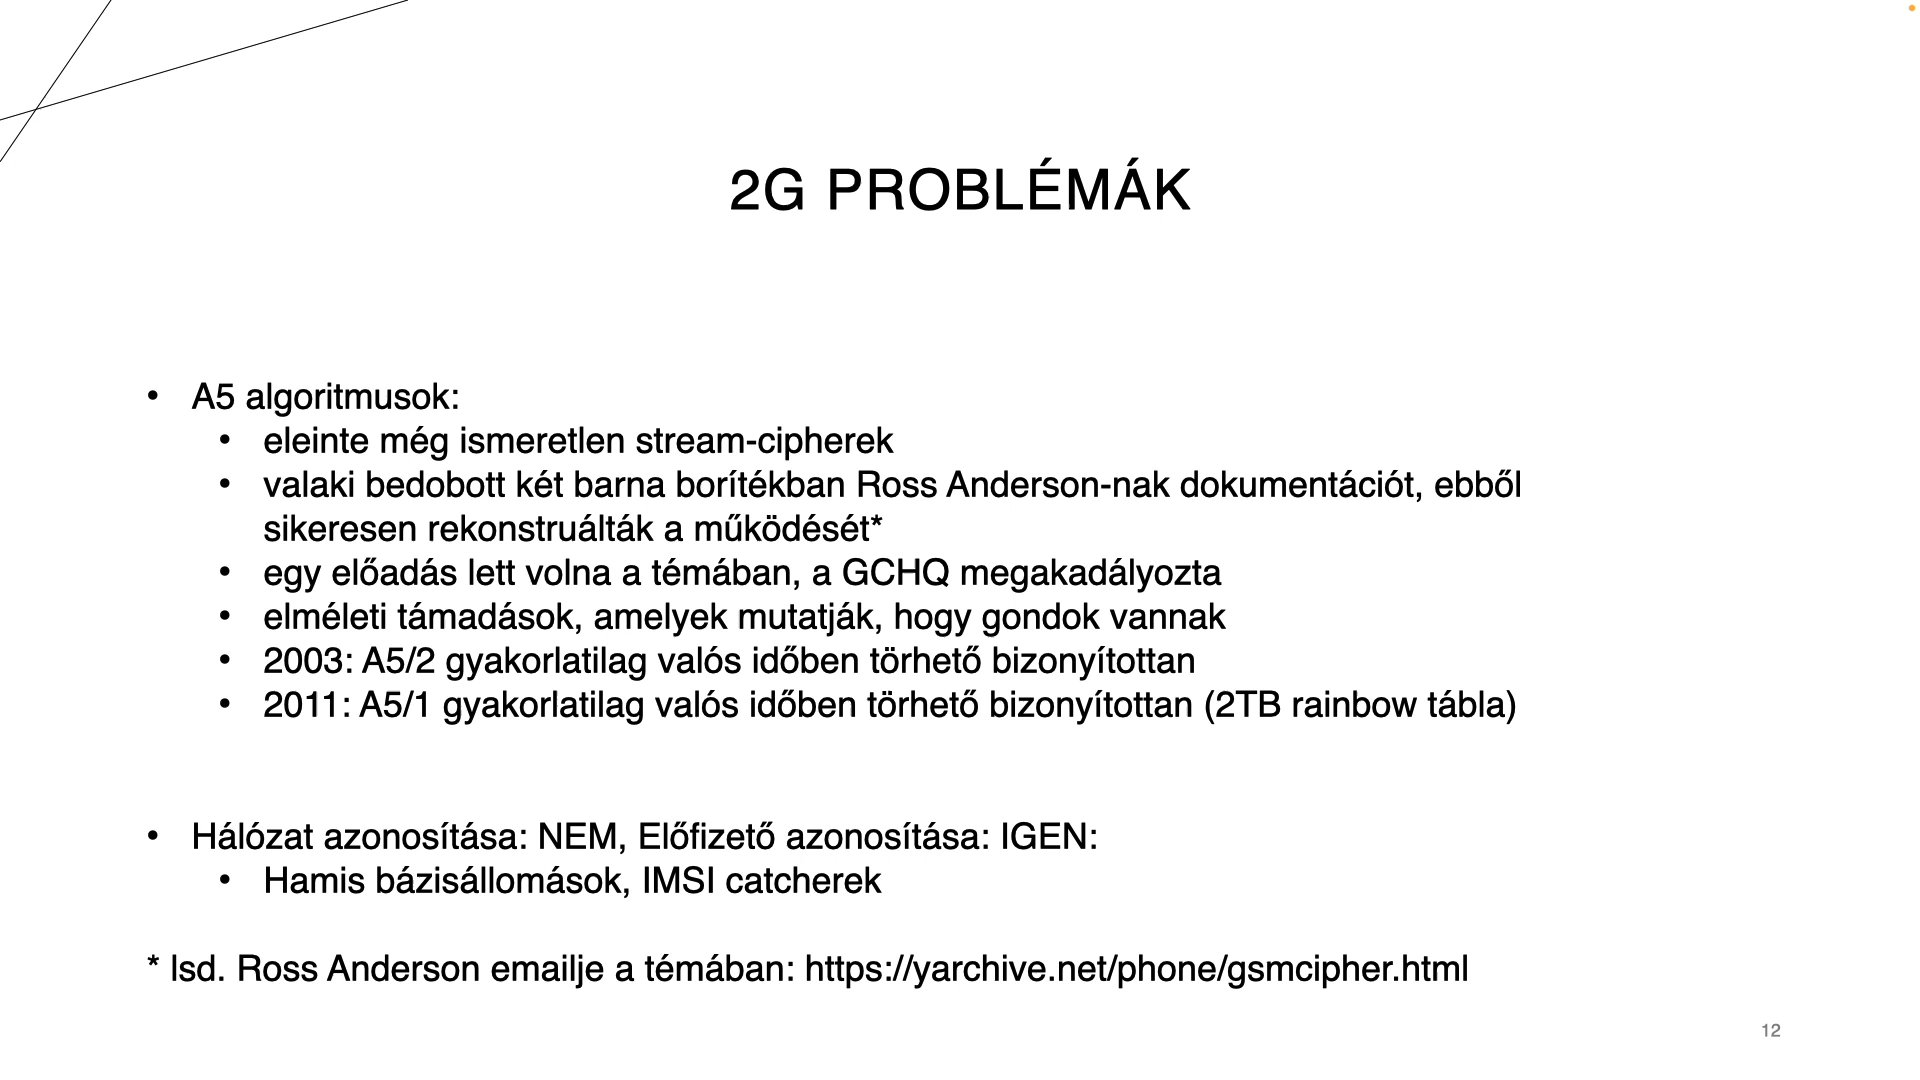 2G PROBLÉMÁK
• A5 algoritmusok:
• eleinte még ismeretlen stream-cipherek
• valaki bedobott két barna borítékban Ross Anderson-nak dokumentációt, ebből
sikeresen rekonstruálták a működését*
• egy előadás lett volna a témában, a GCHQ megakadályozta
• elméleti támadások, amelyek mutatják, hogy gondok vannak
• 2003: A5/2 gyakorlatilag valós időben törhető bizonyítottan
• 2011: A5/1 gyakorlatilag valós időben törhető bizonyítottan (2TB rainbow tábla)
• Hálózat azonosítása: NEM, Előfizető azonosítása: IGEN:
• Hamis bázisállomások, IMSI catcherek
* lsd. Ross Anderson emailje a témában: https://yarchive.net/phone/gsmcipher.html
12